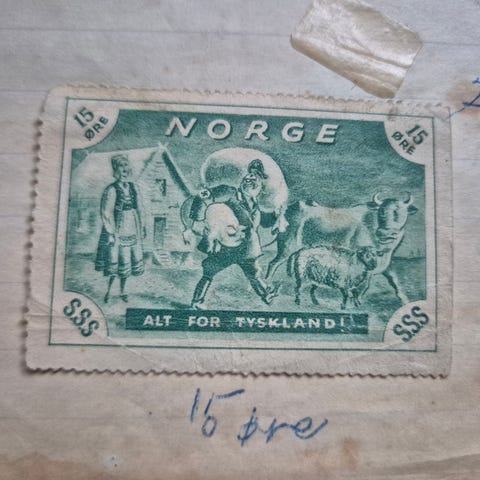 15 ØRE
NORGE
15 ØRE
SSS
ALT FOR TYSKLAND!
SSS
15 øre